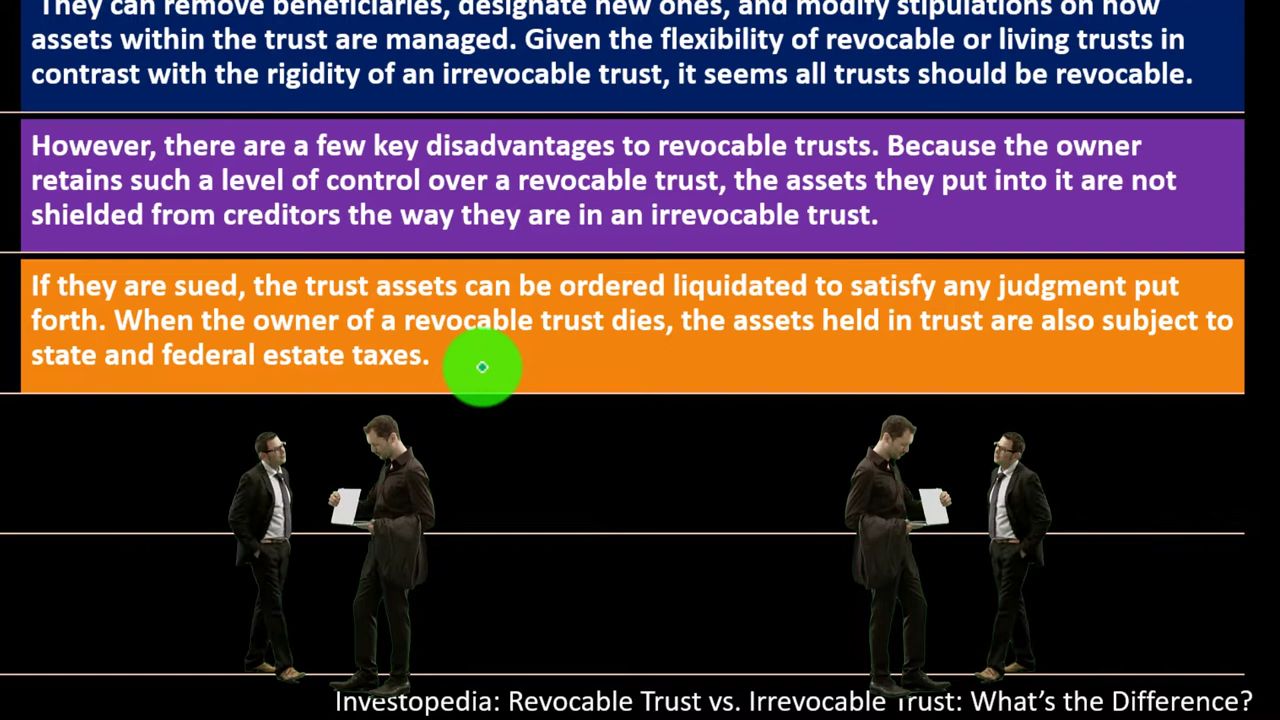 They can remove beneficiaries, designate new ones, and modify stipulations on how
assets within the trust are managed. Given the flexibility of revocable or living trusts in
contrast with the rigidity of an irrevocable trust, it seems all trusts should be revocable.
However, there are a few key disadvantages to revocable trusts. Because the owner
retains such a level of control over a revocable trust, the assets they put into it are not
shielded from creditors the way they are in an irrevocable trust.
If they are sued, the trust assets can be ordered liquidated to satisfy any judgment put
forth. When the owner of a revocable trust dies, the assets held in trust are also subject to
state and federal estate taxes.
Investopedia: Revocable Trust vs. Irrevocable Trust: What’s the Difference?